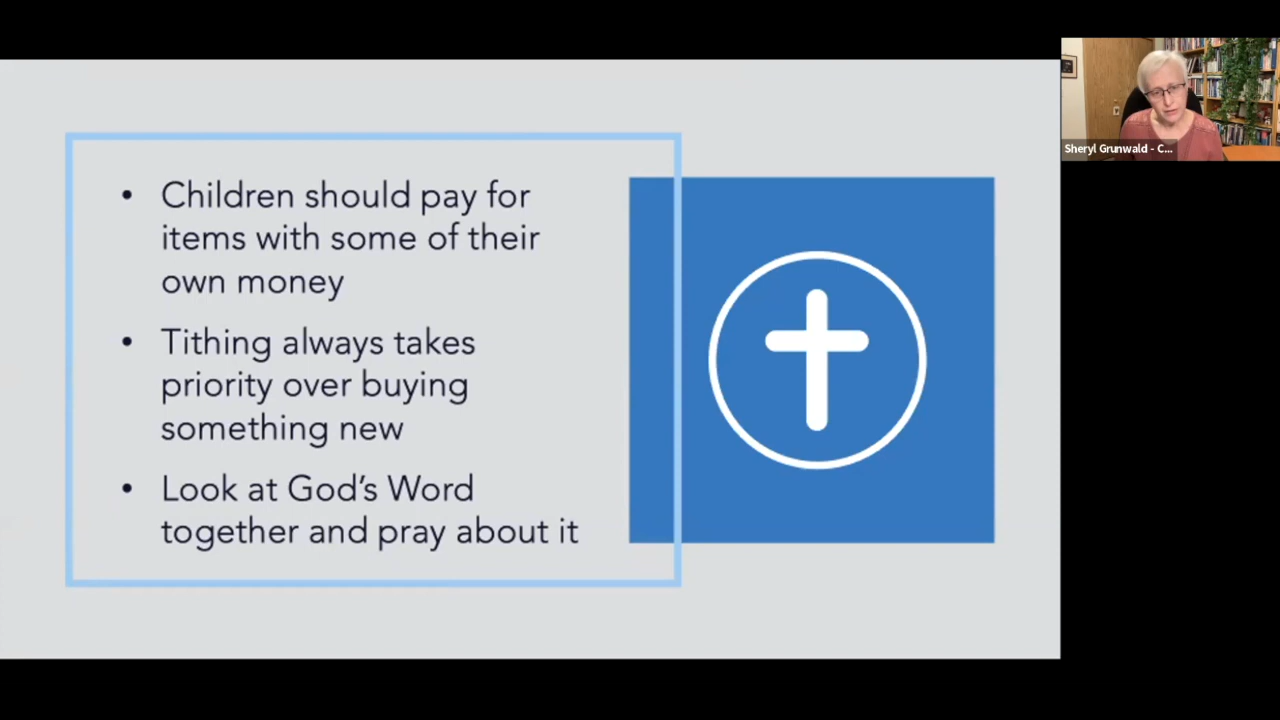 • Children should pay for
items with some of their
own money
• Tithing always takes
priority over buying
something new
• Look at God's Word
together and pray about it
Sheryl Grunwald - C...